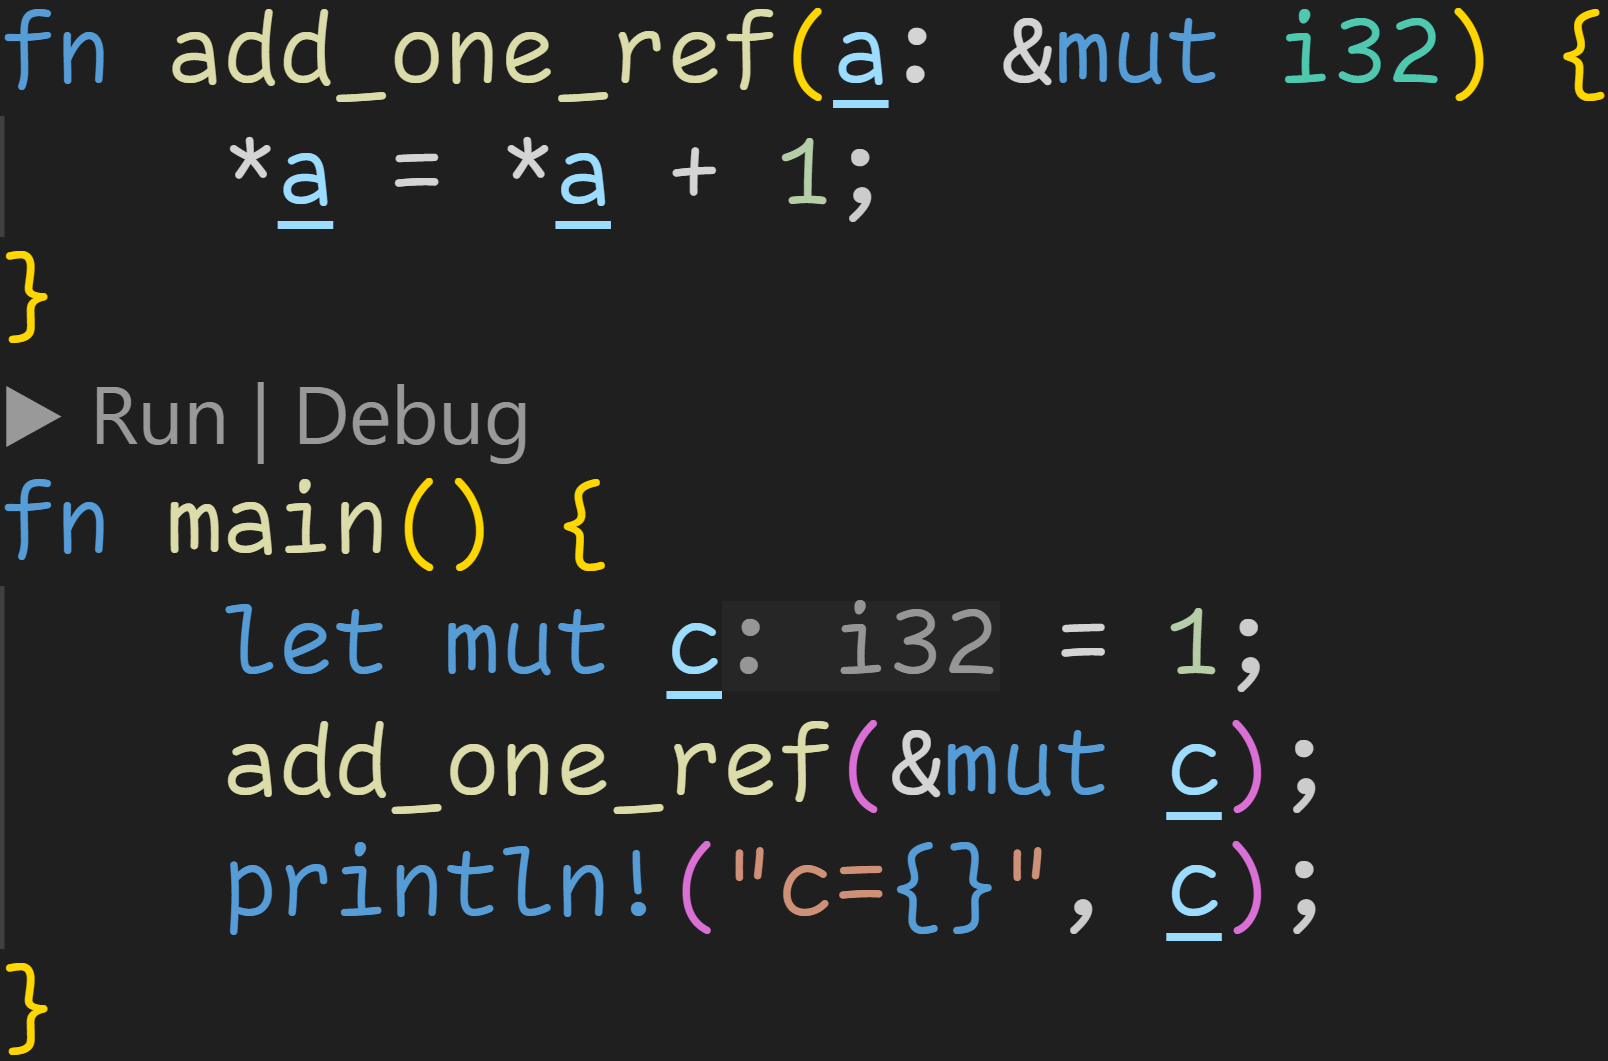 fn add_one_ref(a: &mut i32) {
    *a = *a + 1;
}
▶ Run | Debug
fn main() {
    let mut c: i32 = 1;
    add_one_ref(&mut c);
    println!("c={}", c);
}